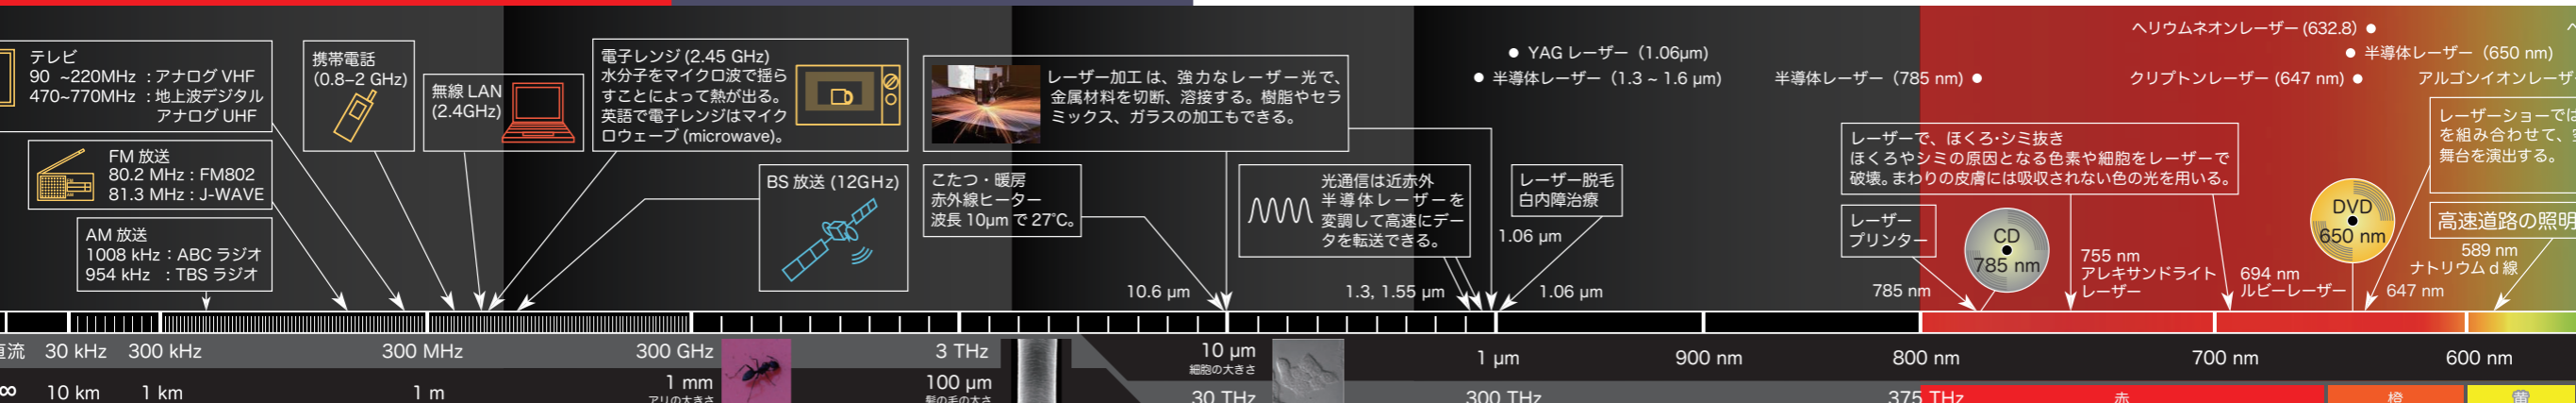 テレビ
90 ~220MHz : アナログ VHF
470~770MHz : 地上波デジタル
アナログ UHF
FM 放送
80.2 MHz : FM802
81.3 MHz : J-WAVE
AM 放送
1008 kHz : ABC ラジオ
954 kHz : TBS ラジオ
携帯電話
(0.8–2 GHz)
無線 LAN
(2.4GHz)
電子レンジ (2.45 GHz)
水分子をマイクロ波で揺ら
すことによって熱が出る。
英語で電子レンジはマイク
ロウェーブ (microwave)。
BS 放送 (12GHz)
レーザー加工 は、強力なレーザー光で、
金属材料を切断、溶接する。樹脂やセラ
ミックス、ガラスの加工もできる。
こたつ・暖房
赤外線ヒーター
波長 10μm で 27℃。
光通信は近赤外
半導体レーザーを
変調して高速にデー
タを転送できる。
レーザー脱毛
白内障治療
1.06 μm
10.6 μm
1.3, 1.55 μm
1.06 μm
● YAG レーザー（1.06μm)
● 半導体レーザー（1.3 ~ 1.6 μm)
半導体レーザー（785 nm) ●
ヘリウムネオンレーザー (632.8) ●
● 半導体レーザー（650 nm)
クリプトンレーザー (647 nm) ●
アルゴンイオンレーザ
レーザーで、ほくろ・シミ抜き
ほくろやシミの原因となる色素や細胞をレーザーで
破壊。まわりの皮膚には吸収されない色の光を用いる。
レーザー
プリンター
785 nm
CD
785 nm
755 nm
アレキサンドライト
レーザー
694 nm
ルビーレーザー
DVD
650 nm
647 nm
レーザーショーでは
を組み合わせて、
舞台を演出する。
高速道路の照明
589 nm
ナトリウム d 線
直流
30 kHz
300 kHz
300 MHz
300 GHz
3 THz
10 μm
細胞の大きさ
1 μm
900 nm
800 nm
700 nm
600 nm
∞
10 km
1 km
1 m
1 mm
アリの大きさ
100 μm
髪の毛の太さ
30 THz
300 THz
375 THz
赤
橙
黄